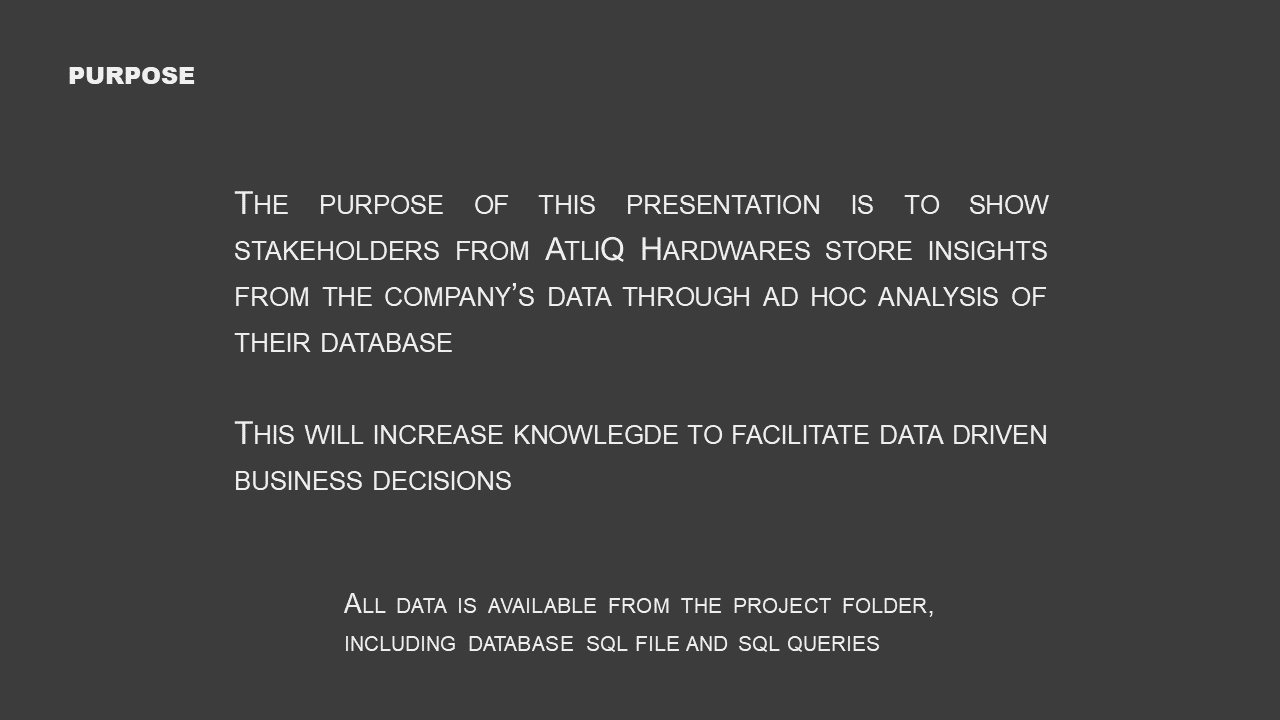 PURPOSE
The purpose of this presentation is to show
stakeholders from AtliQ Hardwares store insights
from the company’s data through ad hoc analysis of
their database
This will increase knowlegde to facilitate data driven
business decisions
All data is available from the project folder,
including database sql file and sql queries